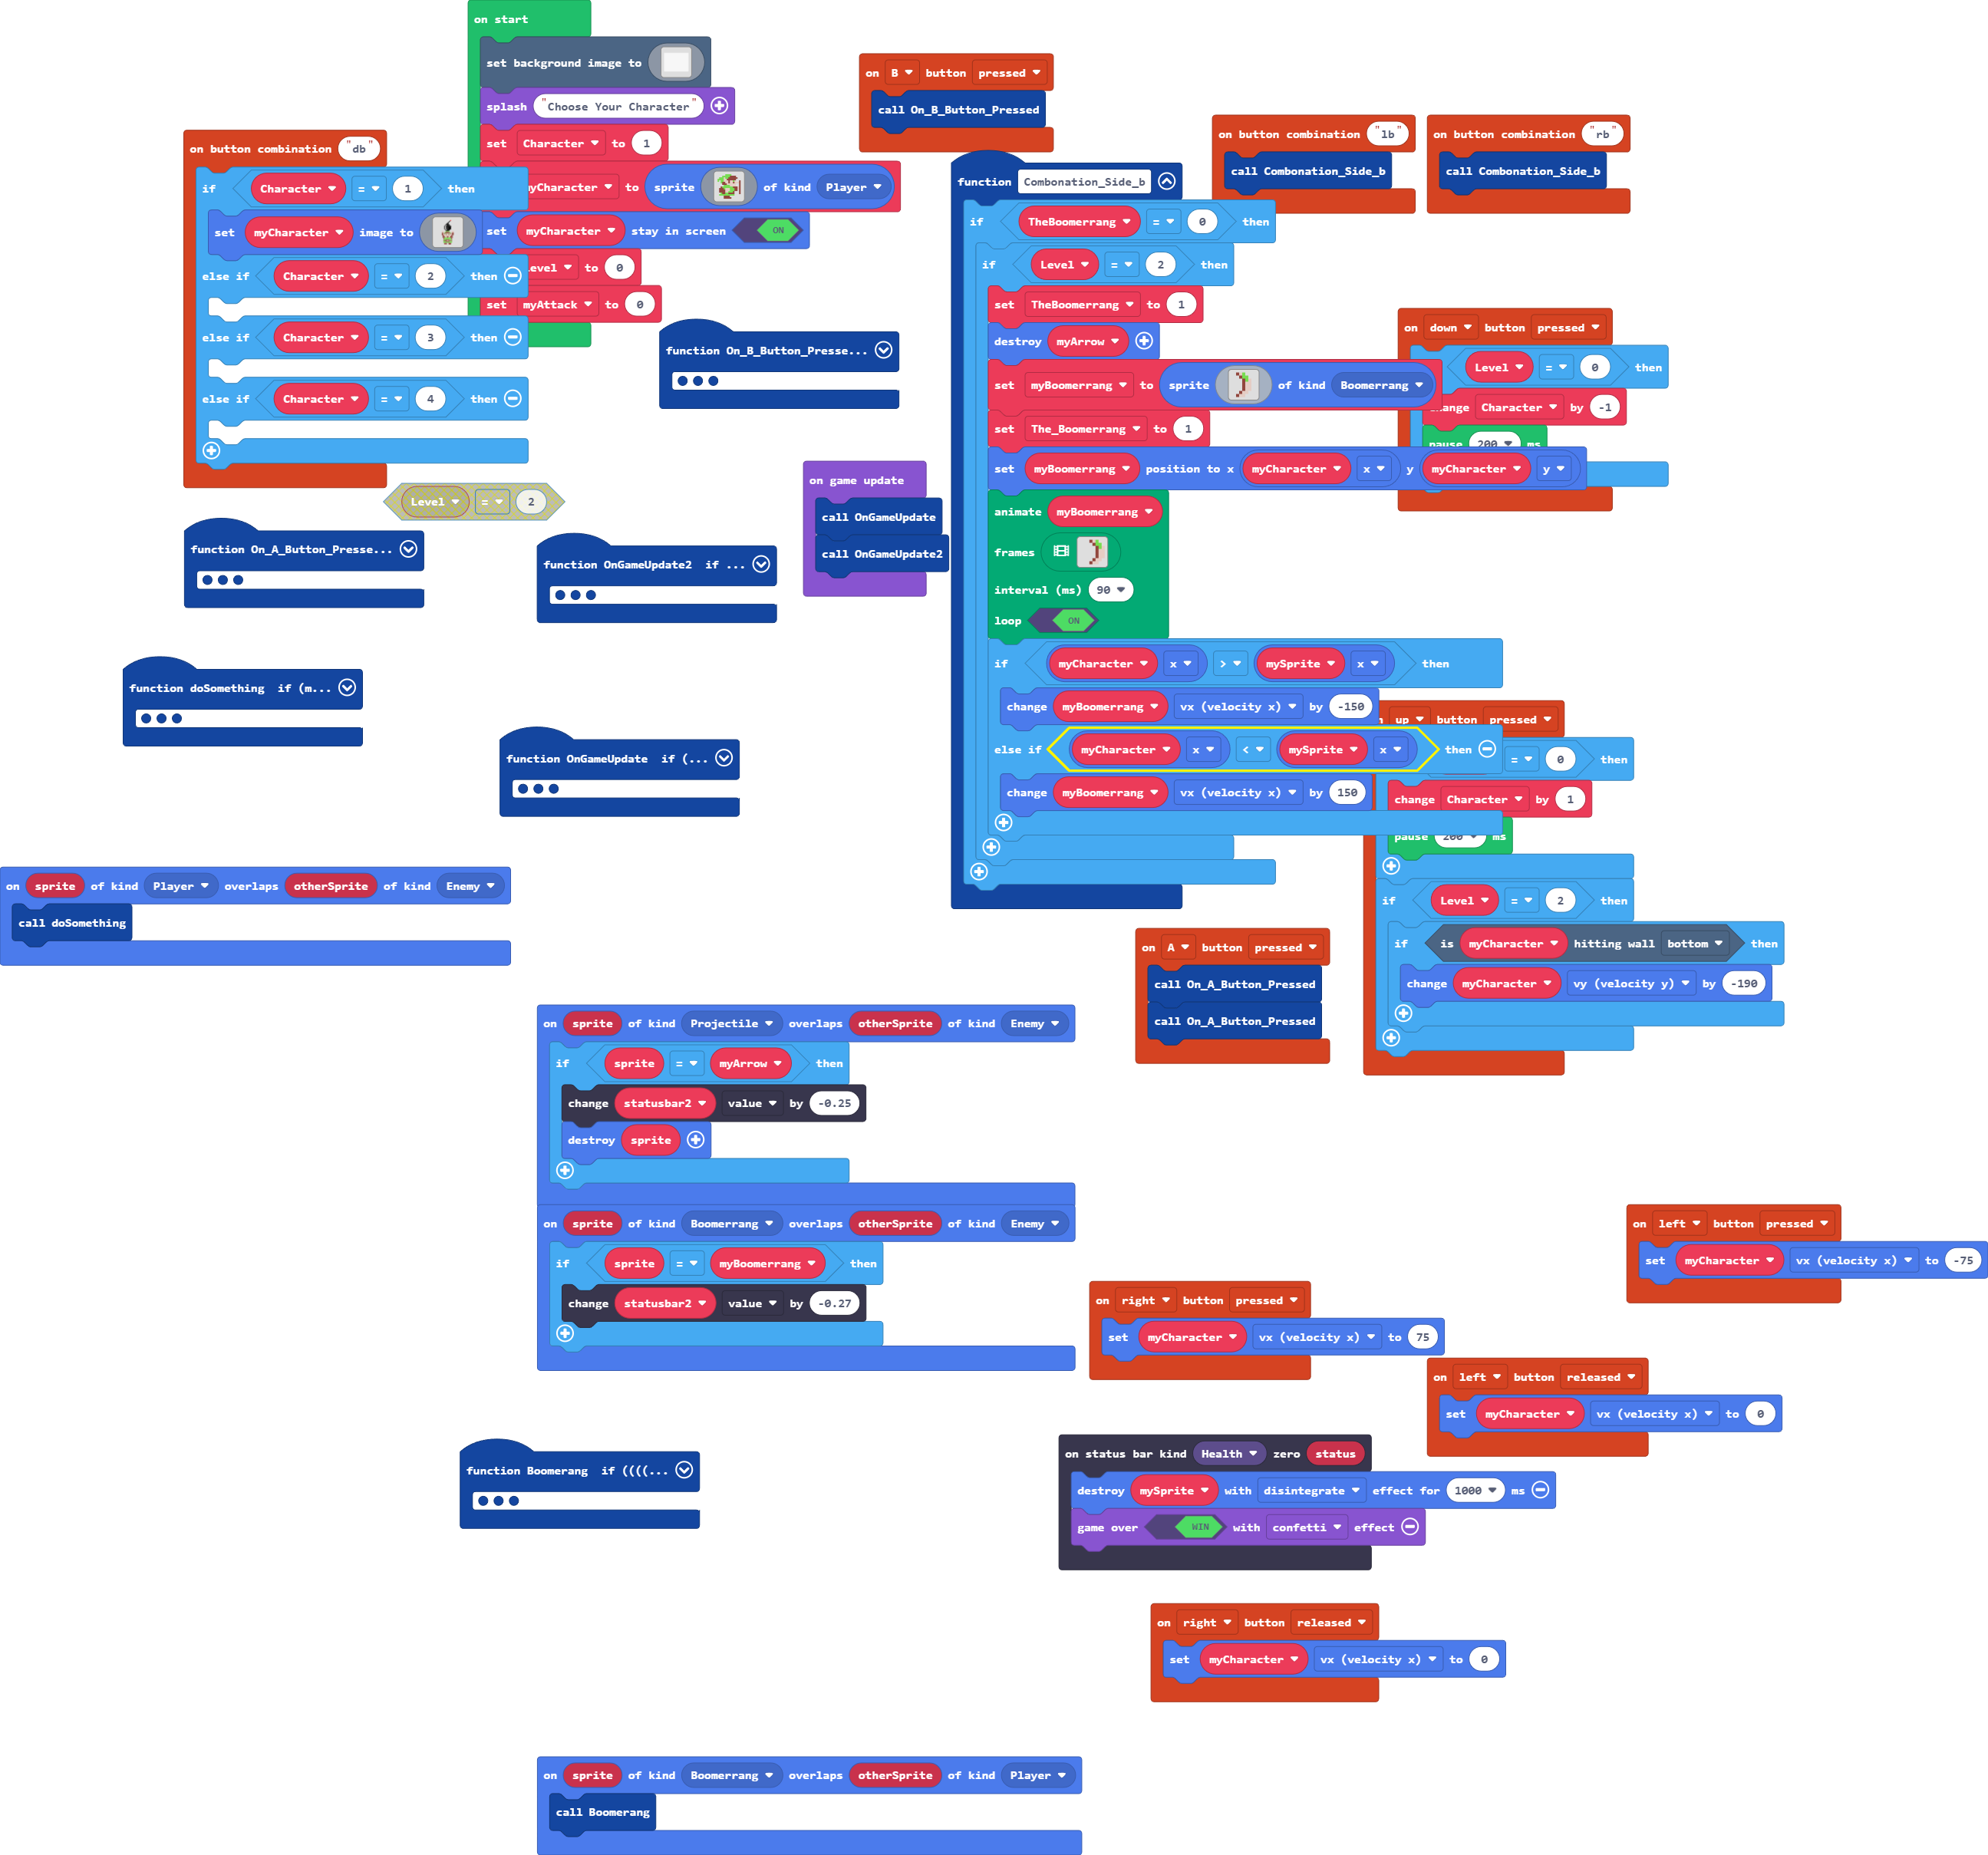 on start
set background image to
splash "Choose Your Character"
set Character to 1
yCharacter to sprite of kind Player
set myCharacter stay in screen ON
evel to 0
set myAttack to 0
on button combination "db"
if Character = 1 then
set myCharacter image to
else if Character = 2 then
else if Character = 3 then
else if Character = 4 then
Level = 2
on B button pressed
call On_B_Button_Pressed
function On_B_Button_Presse...
on game update
call OnGameUpdate
call OnGameUpdate2
function On_A_Button_Presse...
function OnGameUpdate2 if ...
function doSomething if (m...
function OnGameUpdate if (...
function Combonation_Side_b
if TheBoomerrang = 0 then
if Level = 2 then
set TheBoomerrang to 1
destroy myArrow
set myBoomerrang to sprite of kind Boomerrang
set The_Boomerrang to 1
set myBoomerrang position to x myCharacter x y myCharacter y
animate myBoomerrang
frames
interval (ms) 90
loop ON
if myCharacter x > mySprite x then
change myBoomerrang vx (velocity x) by -150
else if myCharacter x < mySprite x then
change myBoomerrang vx (velocity x) by 150
on button combination "lb"
call Combonation_Side_b
on button combination "rb"
call Combonation_Side_b
on down button pressed
Level = 0 then
ange Character by -1
pause 200 ms
up button pressed
= 0 then
change Character by 1
pause 200 ms
if Level = 2 then
if is myCharacter hitting wall bottom then
change myCharacter vy (velocity y) by -190
on sprite of kind Player overlaps otherSprite of kind Enemy
call doSomething
on A button pressed
call On_A_Button_Pressed
call On_A_Button_Pressed
on sprite of kind Projectile overlaps otherSprite of kind Enemy
if sprite = myArrow then
change statusbar2 value by -0.25
destroy sprite
on sprite of kind Boomerrang overlaps otherSprite of kind Enemy
if sprite = myBoomerrang then
change statusbar2 value by -0.27
on left button pressed
set myCharacter vx (velocity x) to -75
on right button pressed
set myCharacter vx (velocity x) to 75
on left button released
set myCharacter vx (velocity x) to 0
function Boomerang if ((((...
on status bar kind Health zero status
destroy mySprite with disintegrate effect for 1000 ms
game over WIN with confetti effect
on right button released
set myCharacter vx (velocity x) to 0
on sprite of kind Boomerrang overlaps otherSprite of kind Player
call Boomerang